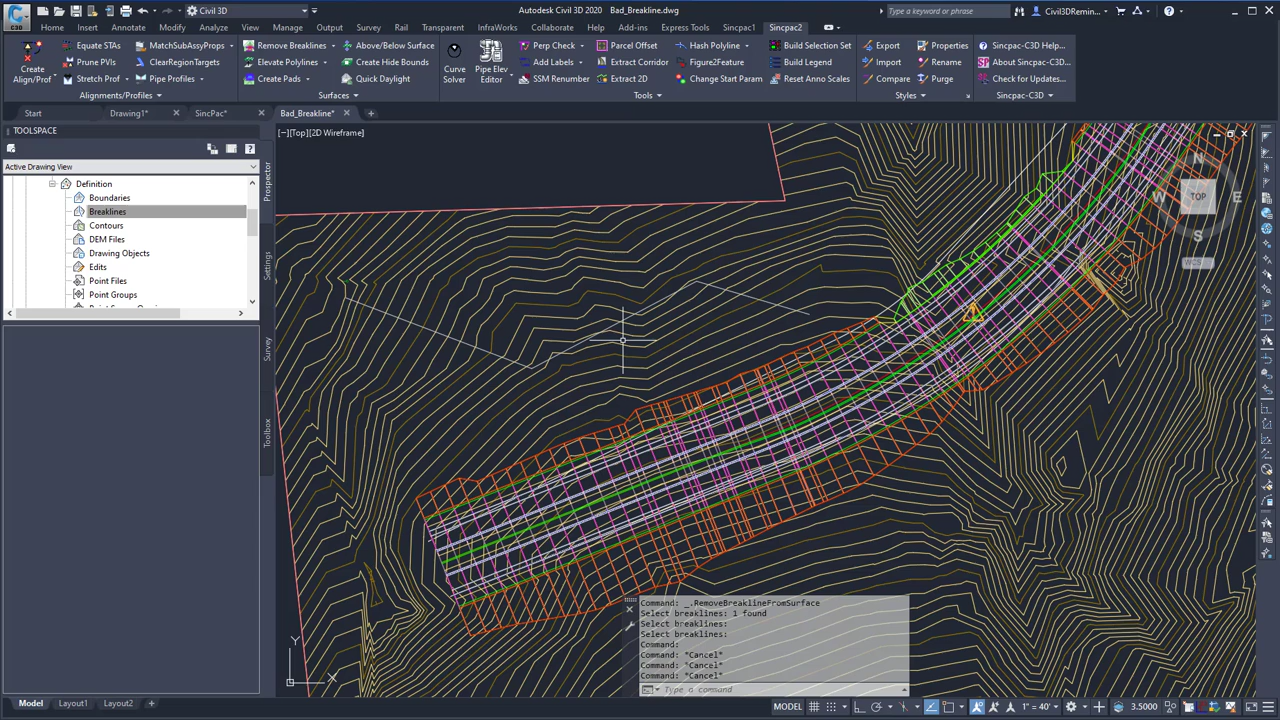 C3D
Civil 3D
Autodesk Civil 3D 2020 Bad_Breakline.dwg
Type a keyword or phrase
Civil3DRemin...
Home Insert Annotate Modify Analyze View Manage Output Survey Rail Transparent InfraWorks Collaborate Help Add-ins Express Tools Sincpac1 Sincpac2
Create Align/Prof
Equate STAs
Prune PVIs
Stretch Prof
MatchSubAssyProps
ClearRegionTargets
Pipe Profiles
Alignments/Profiles
Remove Breaklines
Elevate Polylines
Create Pads
Above/Below Surface
Create Hide Bounds
Quick Daylight
Surfaces
Curve Solver
Pipe Elev Editor
Perp Check
Add Labels
SSM Renumber
Parcel Offset
Extract Corridor
Extract 2D
Hash Polyline
Figure2Feature
Change Start Param
Build Selection Set
Build Legend
Reset Anno Scales
Tools
Export
Import
Compare
Properties
Rename
Purge
Styles
Sincpac-C3D Help...
About Sincpac-C3D...
Check for Updates...
Sincpac-C3D
Start Drawing1* SincPac* Bad_Breakline*
TOOLSPACE
Active Drawing View
Definition
Boundaries
Breaklines
Contours
DEM Files
Drawing Objects
Edits
Point Files
Point Groups
Prospector
Settings
Survey
Toolbox
[−][Top][2D Wireframe]
N
W TOP E
S
WCS
Y
X
Command: _.RemoveBreaklineFromSurface
Select breaklines: 1 found
Select breaklines:
Select breaklines:
Command:
Command: *Cancel*
Command: *Cancel*
Command: *Cancel*
Type a command
Model Layout1 Layout2
MODEL 1" = 40' 3.5000